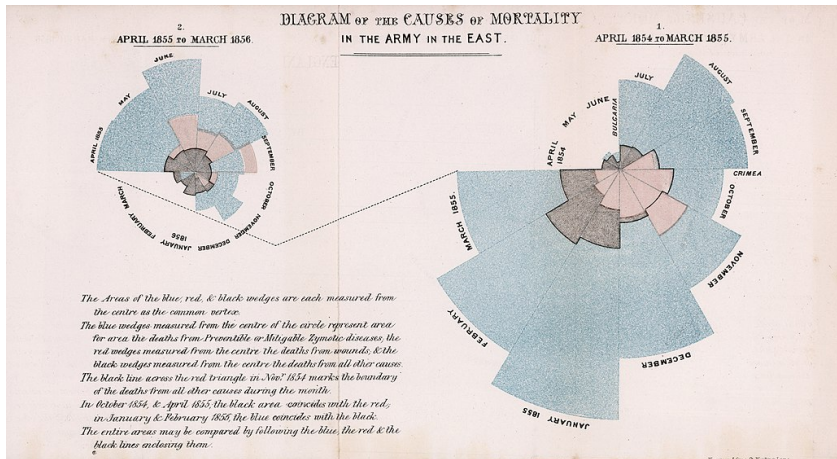 DIAGRAM OF THE CAUSES OF MORTALITY
IN THE ARMY IN THE EAST.
2.
APRIL 1855 TO MARCH 1856.
1.
APRIL 1854 TO MARCH 1855.
APRIL 1855
MAY
JUNE
JULY
AUGUST
SEPTEMBER
OCTOBER
NOVEMBER
DECEMBER
JANUARY 1856
FEBRUARY
MARCH
APRIL 1854
MAY
JUNE
BULGARIA
JULY
AUGUST
SEPTEMBER
CRIMEA
OCTOBER
NOVEMBER
DECEMBER
JANUARY 1855
FEBRUARY
MARCH 1855.
The Areas of the blue, red, & black wedges are each measured from
the centre as the common vertex.
The blue wedges measured from the centre of the circle represent area
for area the deaths from Preventible or Mitigable Zymotic diseases, the
red wedges measured from the centre the deaths from wounds, & the
black wedges measured from the centre the deaths from all other causes.
The black line across the red triangle in Novr. 1854 marks the boundary
of the deaths from all other causes during the month.
In October 1854, & April 1855, the black area coincides with the red,
in January & February 1856, the blue coincides with the black.
The entire areas may be compared by following the blue, the red & the
black lines enclosing them.